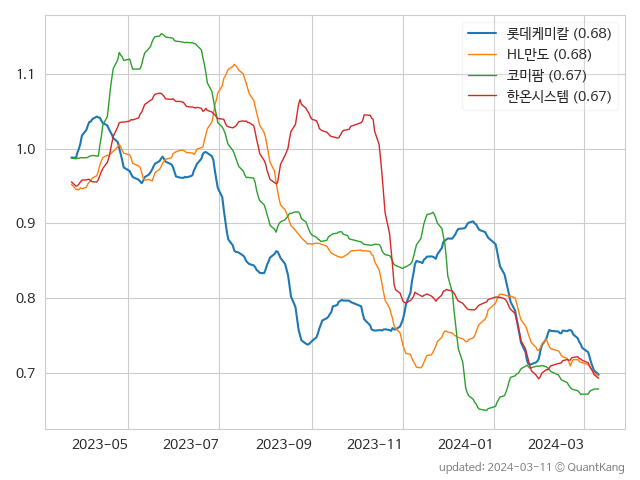 롯데케미칼 (0.68)
HL만도 (0.68)
코미팜 (0.67)
한온시스템 (0.67)
1.1
1.0
0.9
0.8
0.7
2023-05 2023-07 2023-09 2023-11 2024-01 2024-03
updated: 2024-03-11 © QuantKang